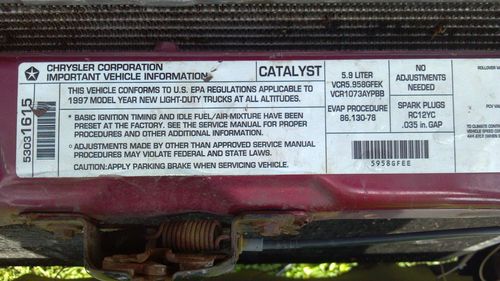 CHRYSLER CORPORATION
IMPORTANT VEHICLE INFORMATION
CATALYST
THIS VEHICLE CONFORMS TO U.S. EPA REGULATIONS APPLICABLE TO
1997 MODEL YEAR NEW LIGHT-DUTY TRUCKS AT ALL ALTITUDES.
* BASIC IGNITION TIMING AND IDLE FUEL/AIR-MIXTURE HAVE BEEN
PRESET AT THE FACTORY. SEE THE SERVICE MANUAL FOR PROPER
PROCEDURES AND OTHER ADDITIONAL INFORMATION.
ADJUSTMENTS MADE BY OTHER THAN APPROVED SERVICE MANUAL
PROCEDURES MAY VIOLATE FEDERAL AND STATE LAWS.
CAUTION: APPLY PARKING BRAKE WHEN SERVICING VEHICLE.
53031615
5.9 LITER
VCR5.958GFEK
VCR1073AYPBB
EVAP PROCEDURE
86.130-78
NO
ADJUSTMENTS
NEEDED
SPARK PLUGS
RC12YC
.035 in. GAP
5958GFEE
ROLLOVER
PCV